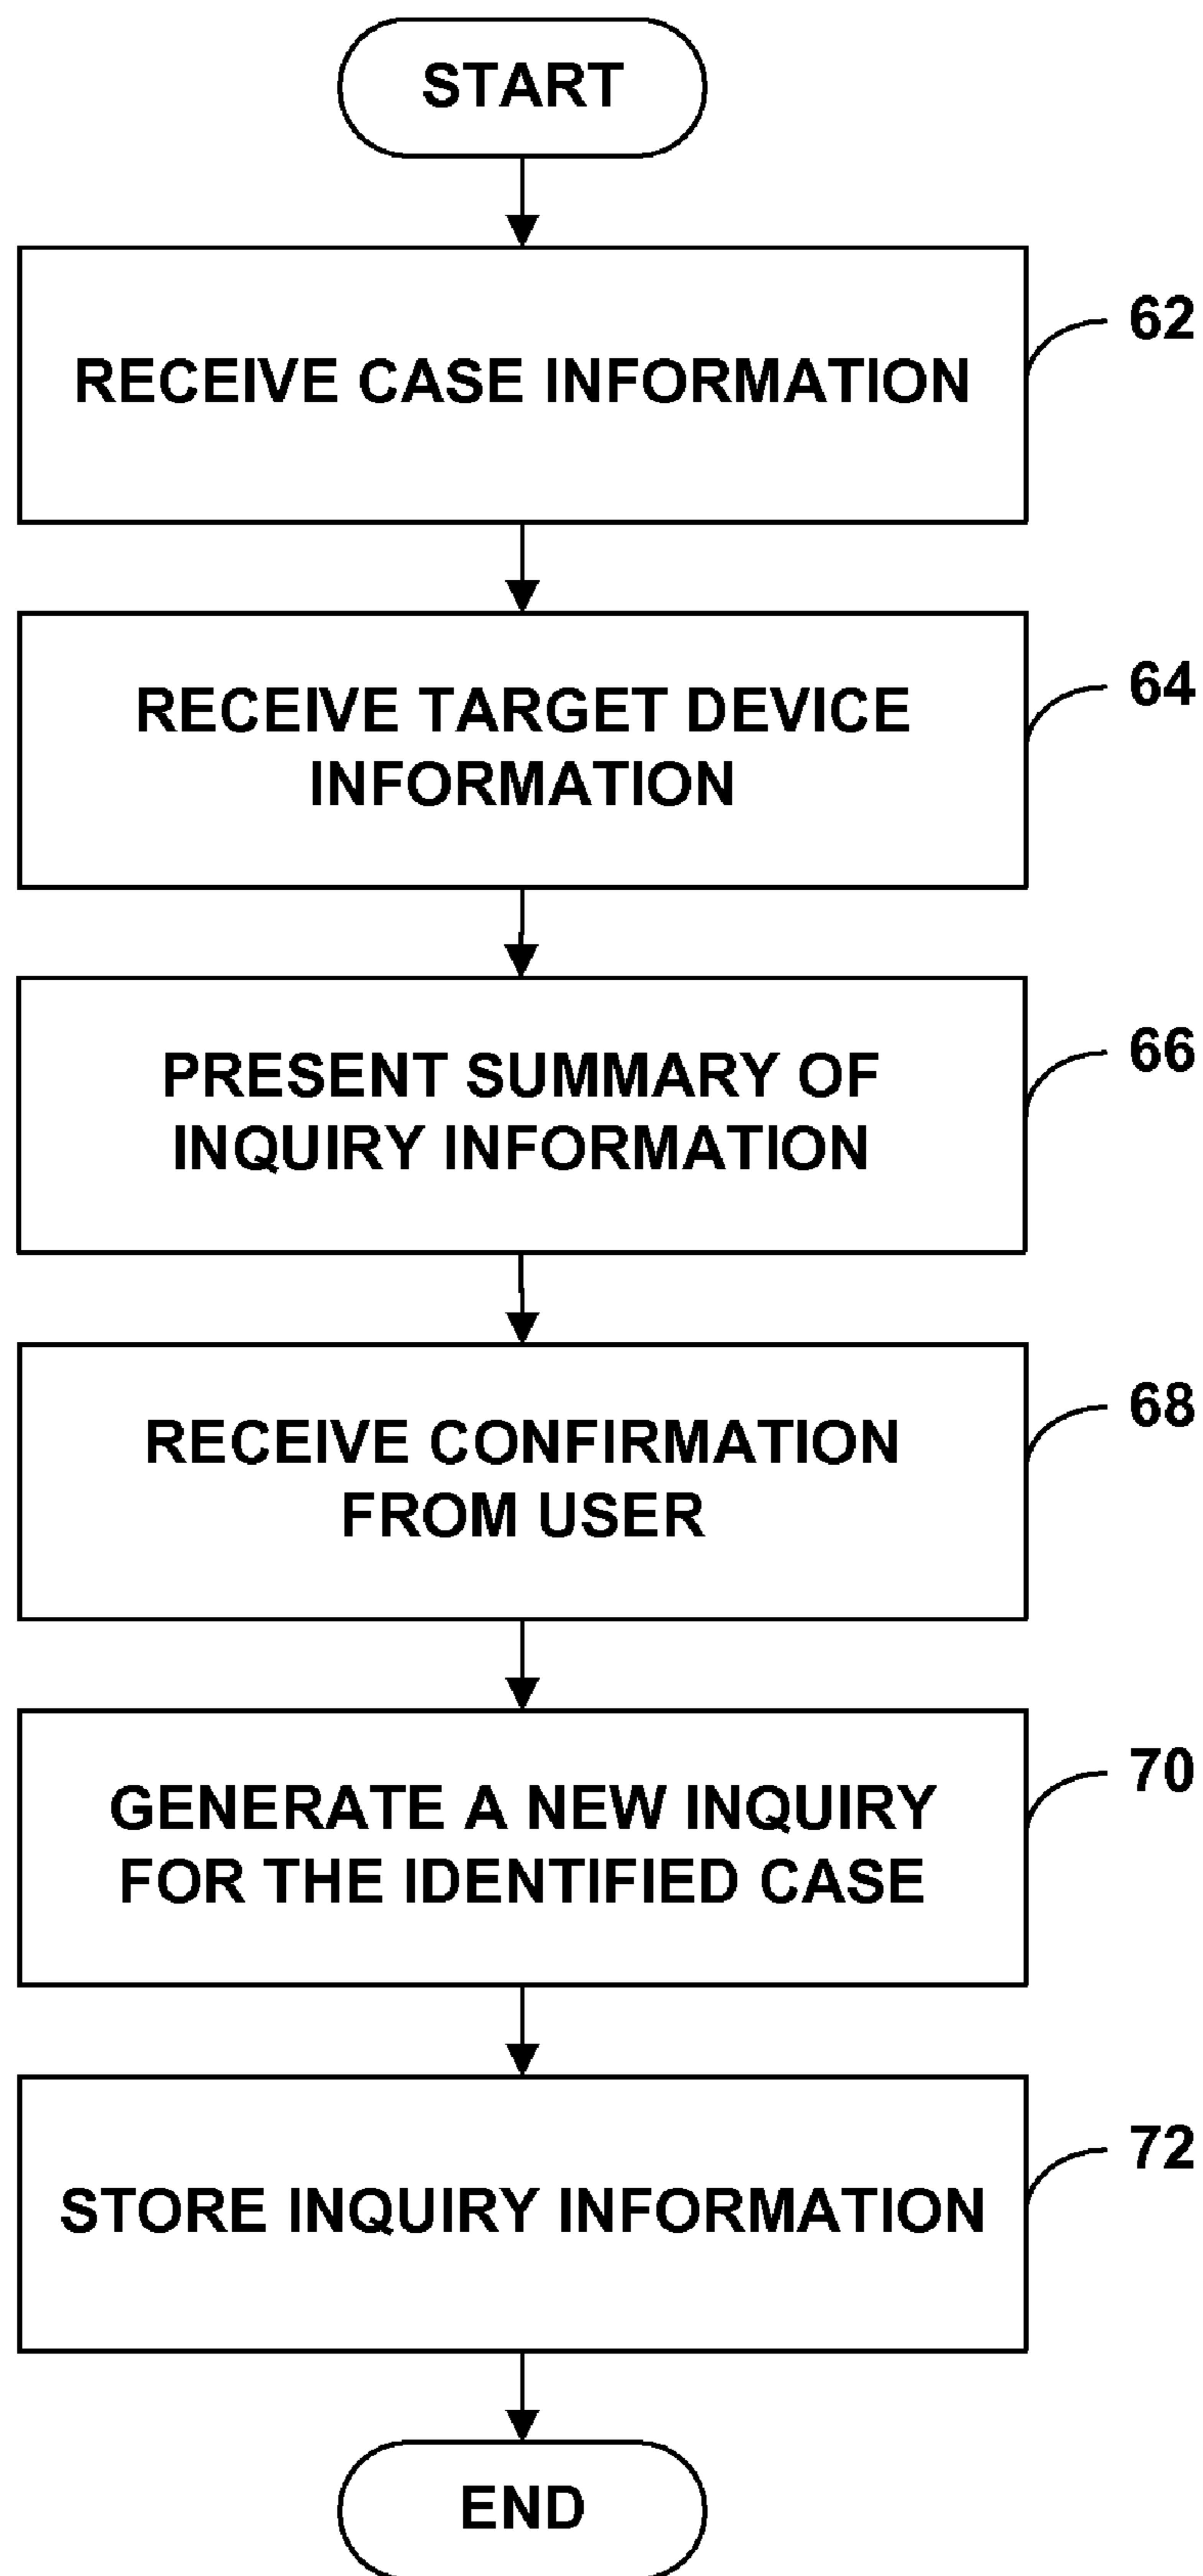 START
RECEIVE CASE INFORMATION
62
RECEIVE TARGET DEVICE
INFORMATION
64
PRESENT SUMMARY OF
INQUIRY INFORMATION
66
RECEIVE CONFIRMATION
FROM USER
68
GENERATE A NEW INQUIRY
FOR THE IDENTIFIED CASE
70
STORE INQUIRY INFORMATION
72
END